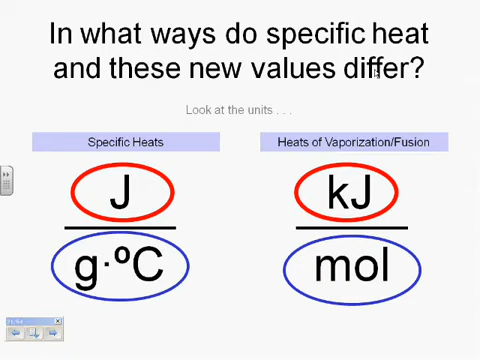 In what ways do specific heat
and these new values differ?
Look at the units . . .
Specific Heats
Heats of Vaporization/Fusion
J
g·ºC
kJ
mol